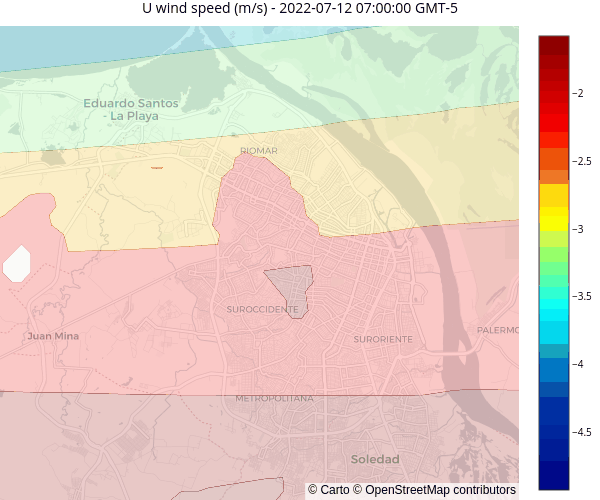 U wind speed (m/s) - 2022-07-12 07:00:00 GMT-5
−2
Eduardo Santos
- La Playa
RIOMAR
−2.5
−3
−3.5
SUROCCIDENTE
Juan Mina
SURORIENTE
PALERMO
−4
METROPOLITANA
−4.5
Soledad
© Carto © OpenStreetMap contributors